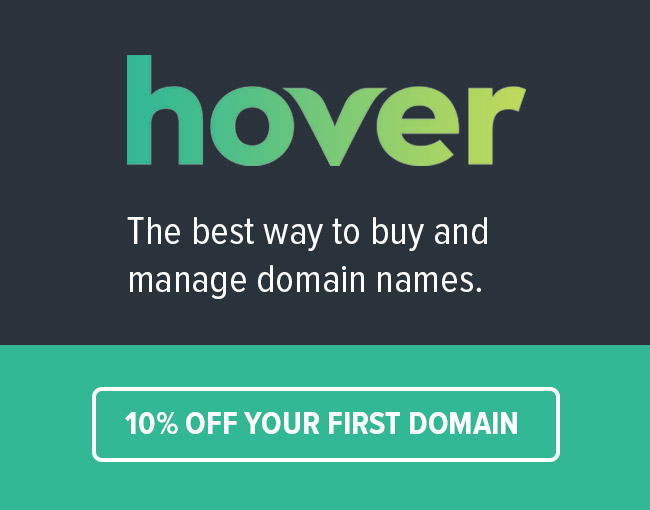 hover
The best way to buy and
manage domain names.
10% OFF YOUR FIRST DOMAIN